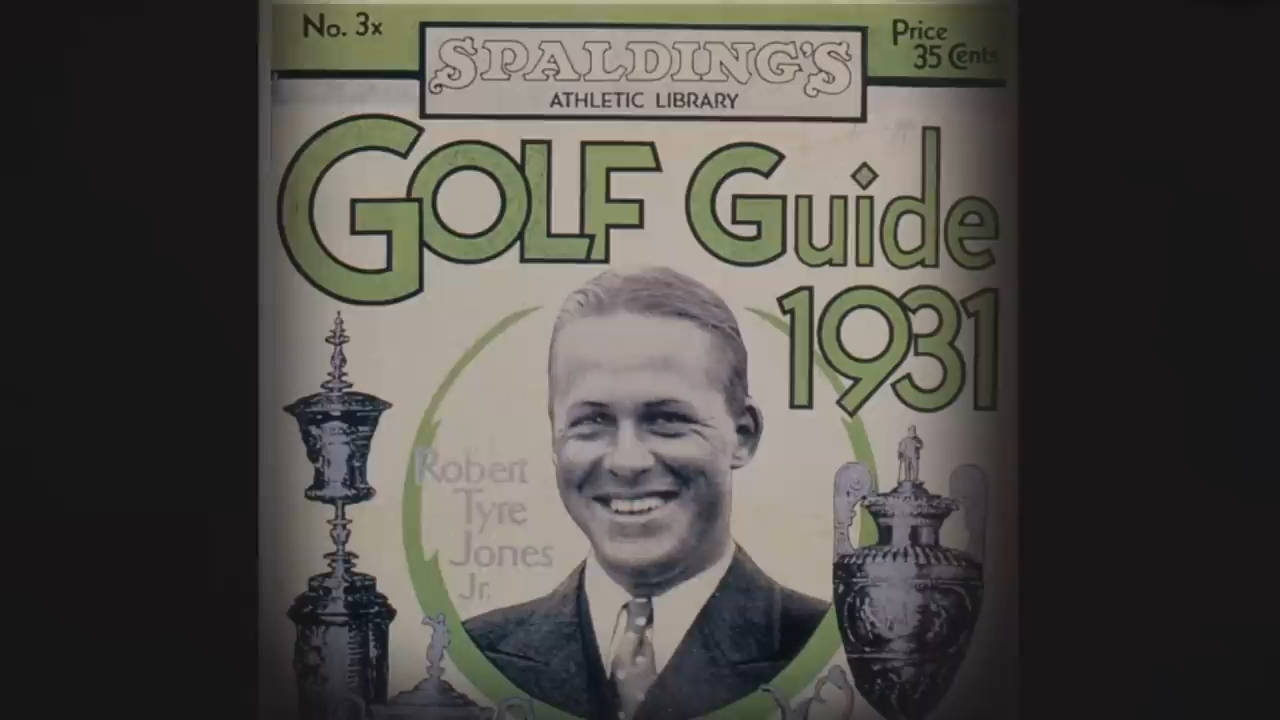 No. 3x
SPALDING'S
ATHLETIC LIBRARY
Price
35 Cents
GOLF Guide
1931
Robert
Tyre
Jones
Jr.